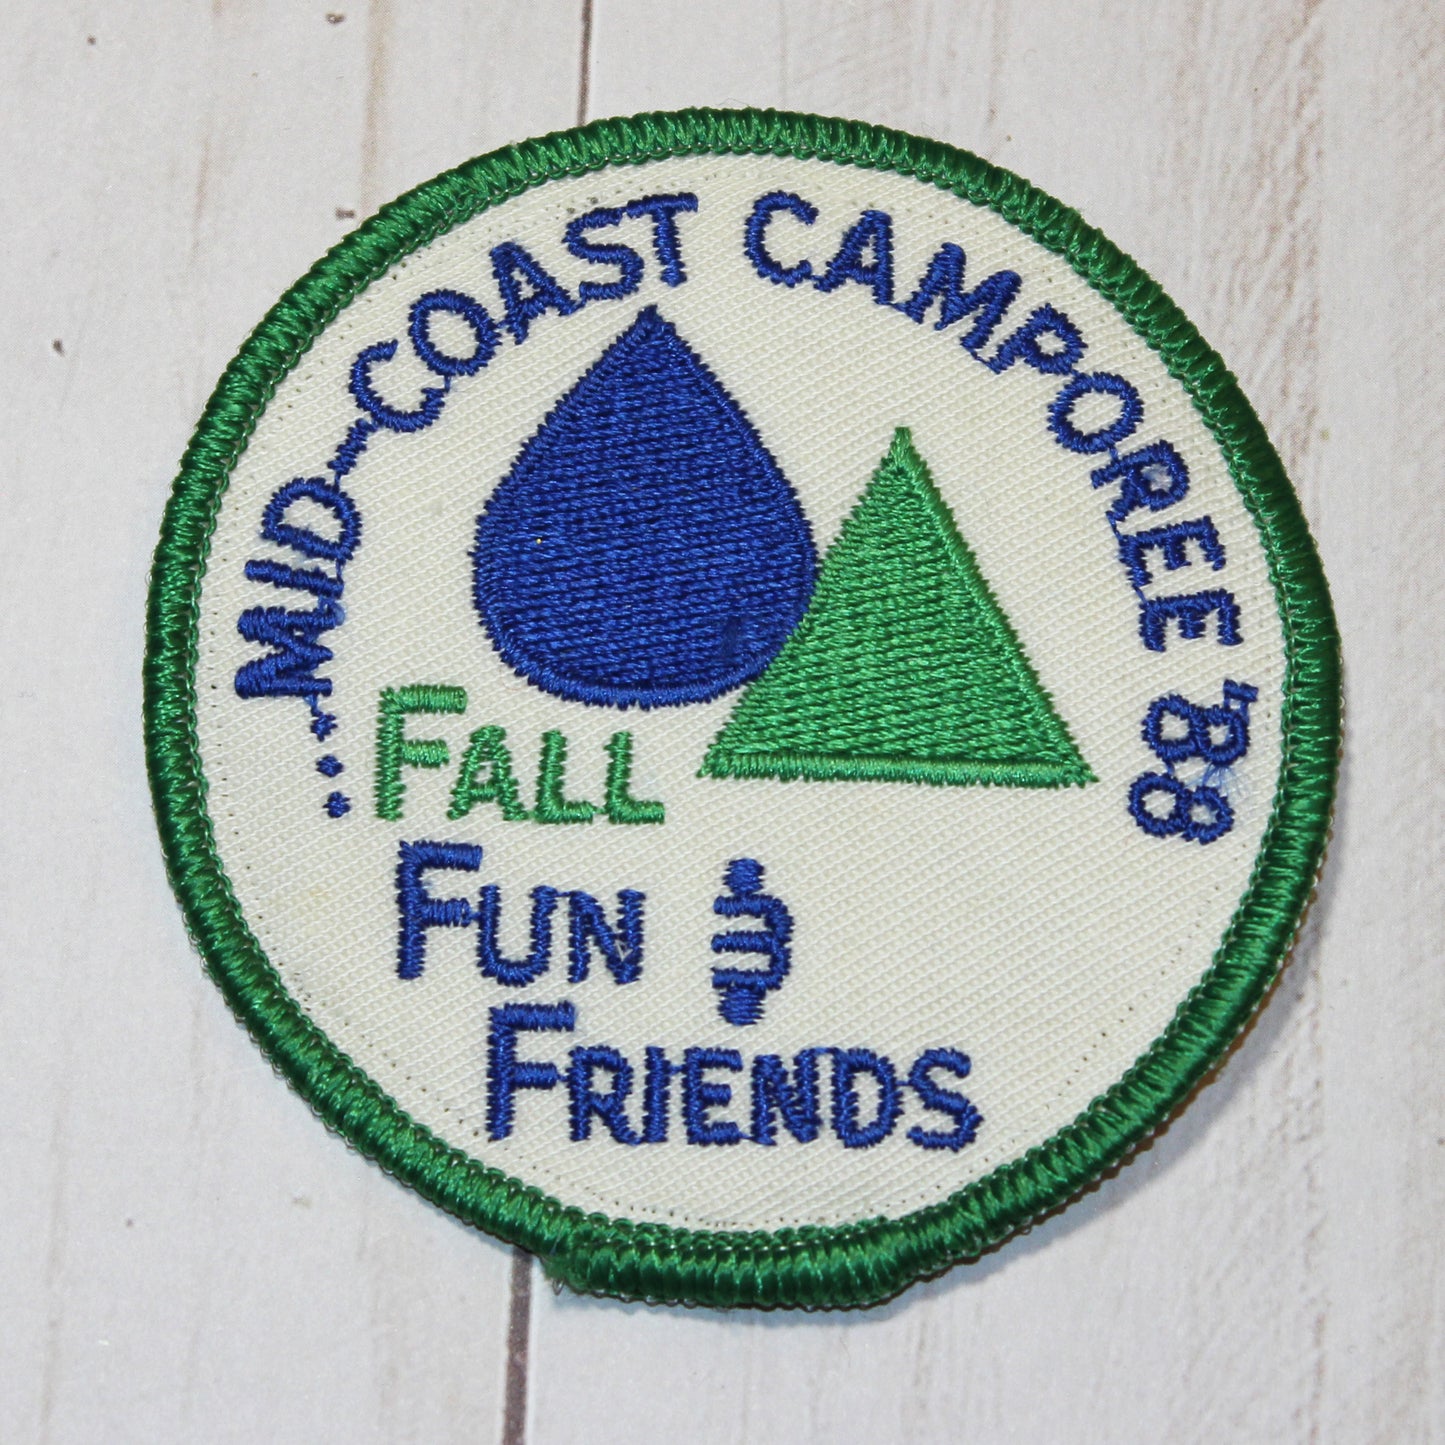 MID-COAST CAMPOREE '88
...FALL
FUN &
FRIENDS